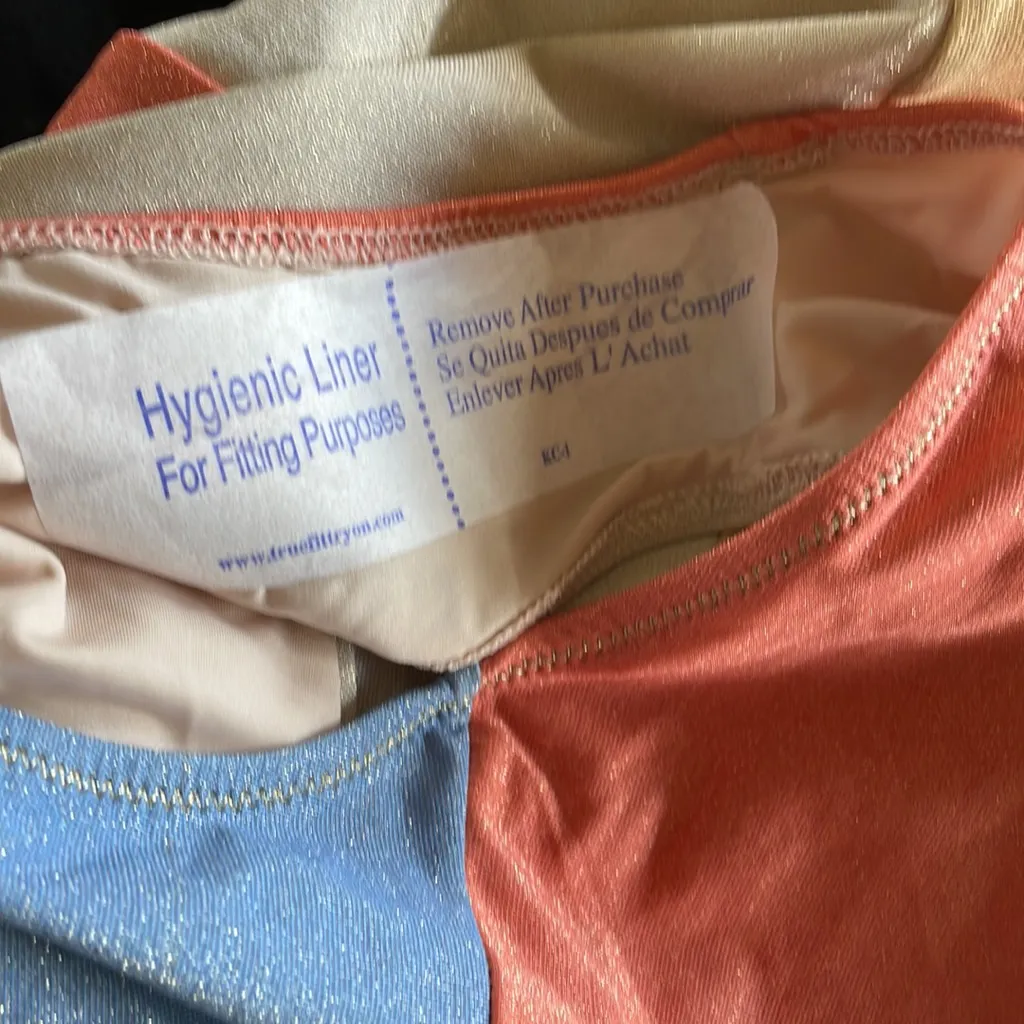 Hygienic Liner
For Fitting Purposes
www.truefittryon.com
Remove After Purchase
Se Quita Despues de Comprar
Enlever Apres L' Achat